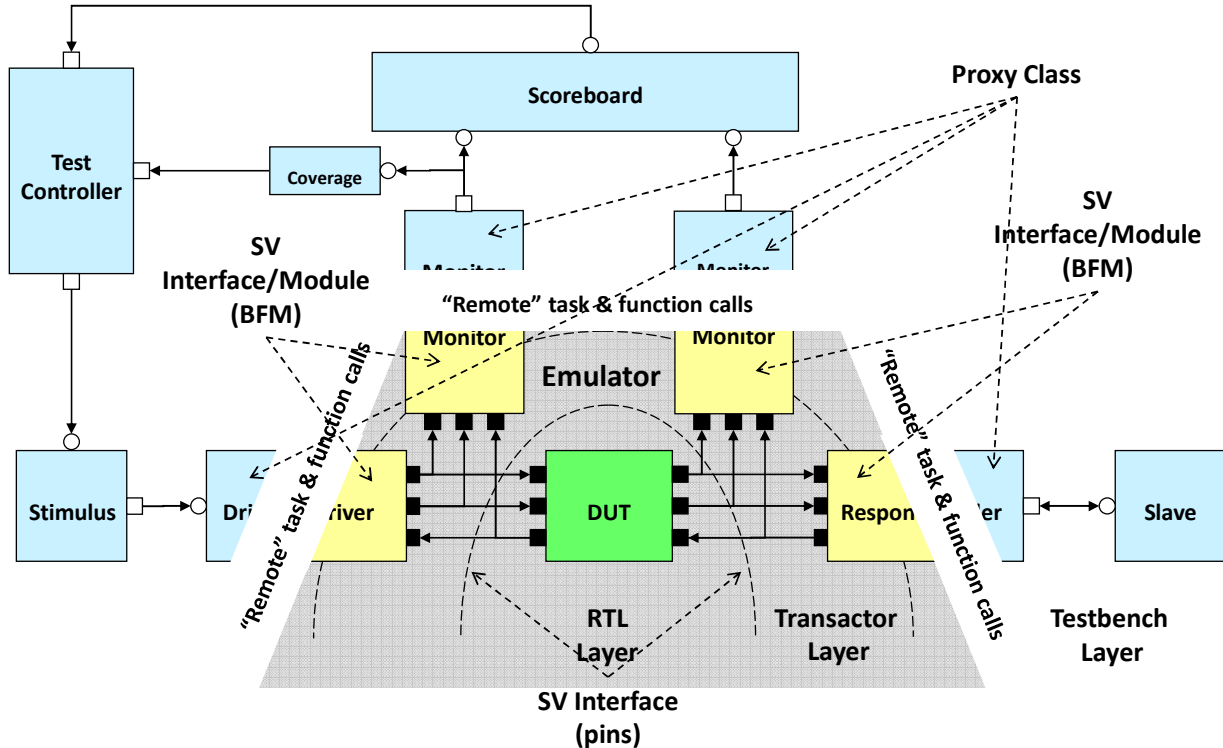 Scoreboard
Proxy Class
Test
Controller
Coverage
SV
Interface/Module
(BFM)
SV
Interface/Module
(BFM)
Monitor
Monitor
“Remote” task & function calls
Monitor
Monitor
Emulator
“Remote” task & function calls
“Remote” task & function calls
Stimulus
DUT
Slave
RTL
Layer
Transactor
Layer
Testbench
Layer
SV Interface
(pins)